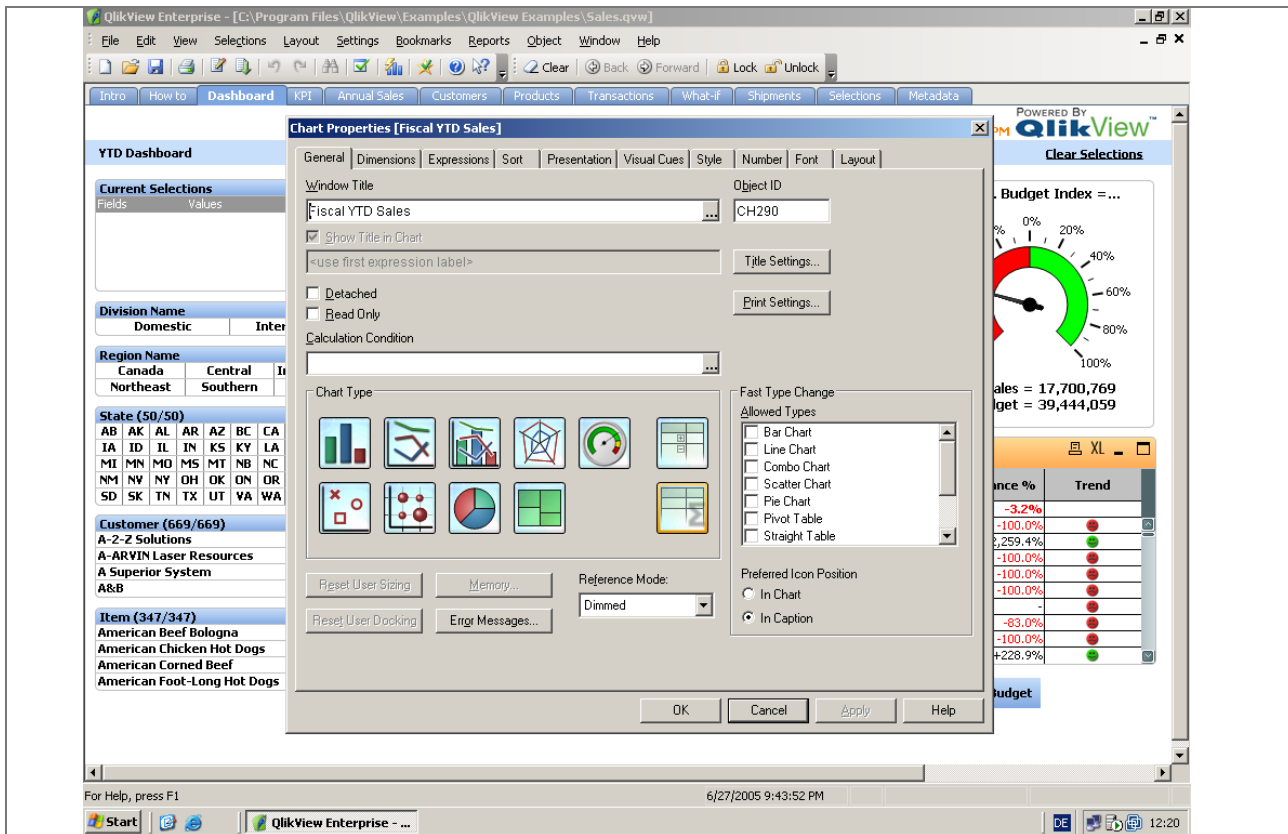 QlikView Enterprise - [C:\Program Files\QlikView\Examples\QlikView Examples\Sales.qvw]
File Edit View Selections Layout Settings Bookmarks Reports Object Window Help
Clear Back Forward Lock Unlock
Intro How to Dashboard KPI Annual Sales Customers Products Transactions What-if Shipments Selections Metadata
POWERED BY
PM QlikView™
YTD Dashboard
Clear Selections
Current Selections
Fields Values
Division Name
Domestic Inter
Region Name
Canada Central
Northeast Southern
State (50/50)
AB AK AL AR AZ BC CA
IA ID IL IN KS KY LA
MI MN MO MS MT NB NC
NM NV NY OH OK ON OR
SD SK TN TX UT VA WA
Customer (669/669)
A-2-Z Solutions
A-ARVIN Laser Resources
A Superior System
A&B
Item (347/347)
American Beef Bologna
American Chicken Hot Dogs
American Corned Beef
American Foot-Long Hot Dogs
Chart Properties [Fiscal YTD Sales]
General Dimensions Expressions Sort Presentation Visual Cues Style Number Font Layout
Window Title
Fiscal YTD Sales ...
Object ID
CH290
Show Title in Chart
<use first expression label>
Title Settings...
Detached
Read Only
Print Settings...
Calculation Condition
...
Chart Type
Fast Type Change
Allowed Types
Bar Chart
Line Chart
Combo Chart
Scatter Chart
Pie Chart
Pivot Table
Straight Table
Reset User Sizing Memory...
Reset User Docking Error Messages...
Reference Mode:
Dimmed
Preferred Icon Position
In Chart
In Caption
OK Cancel Apply Help
. Budget Index =...
% 0% 20%
40%
60%
80%
100%
ales = 17,700,769
lget = 39,444,059
XL
nce % Trend
-3.2%
-100.0%
2,259.4%
-100.0%
-100.0%
-100.0%
-
-83.0%
-100.0%
+228.9%
Budget
For Help, press F1
6/27/2005 9:43:52 PM
Start QlikView Enterprise - ... DE 12:20